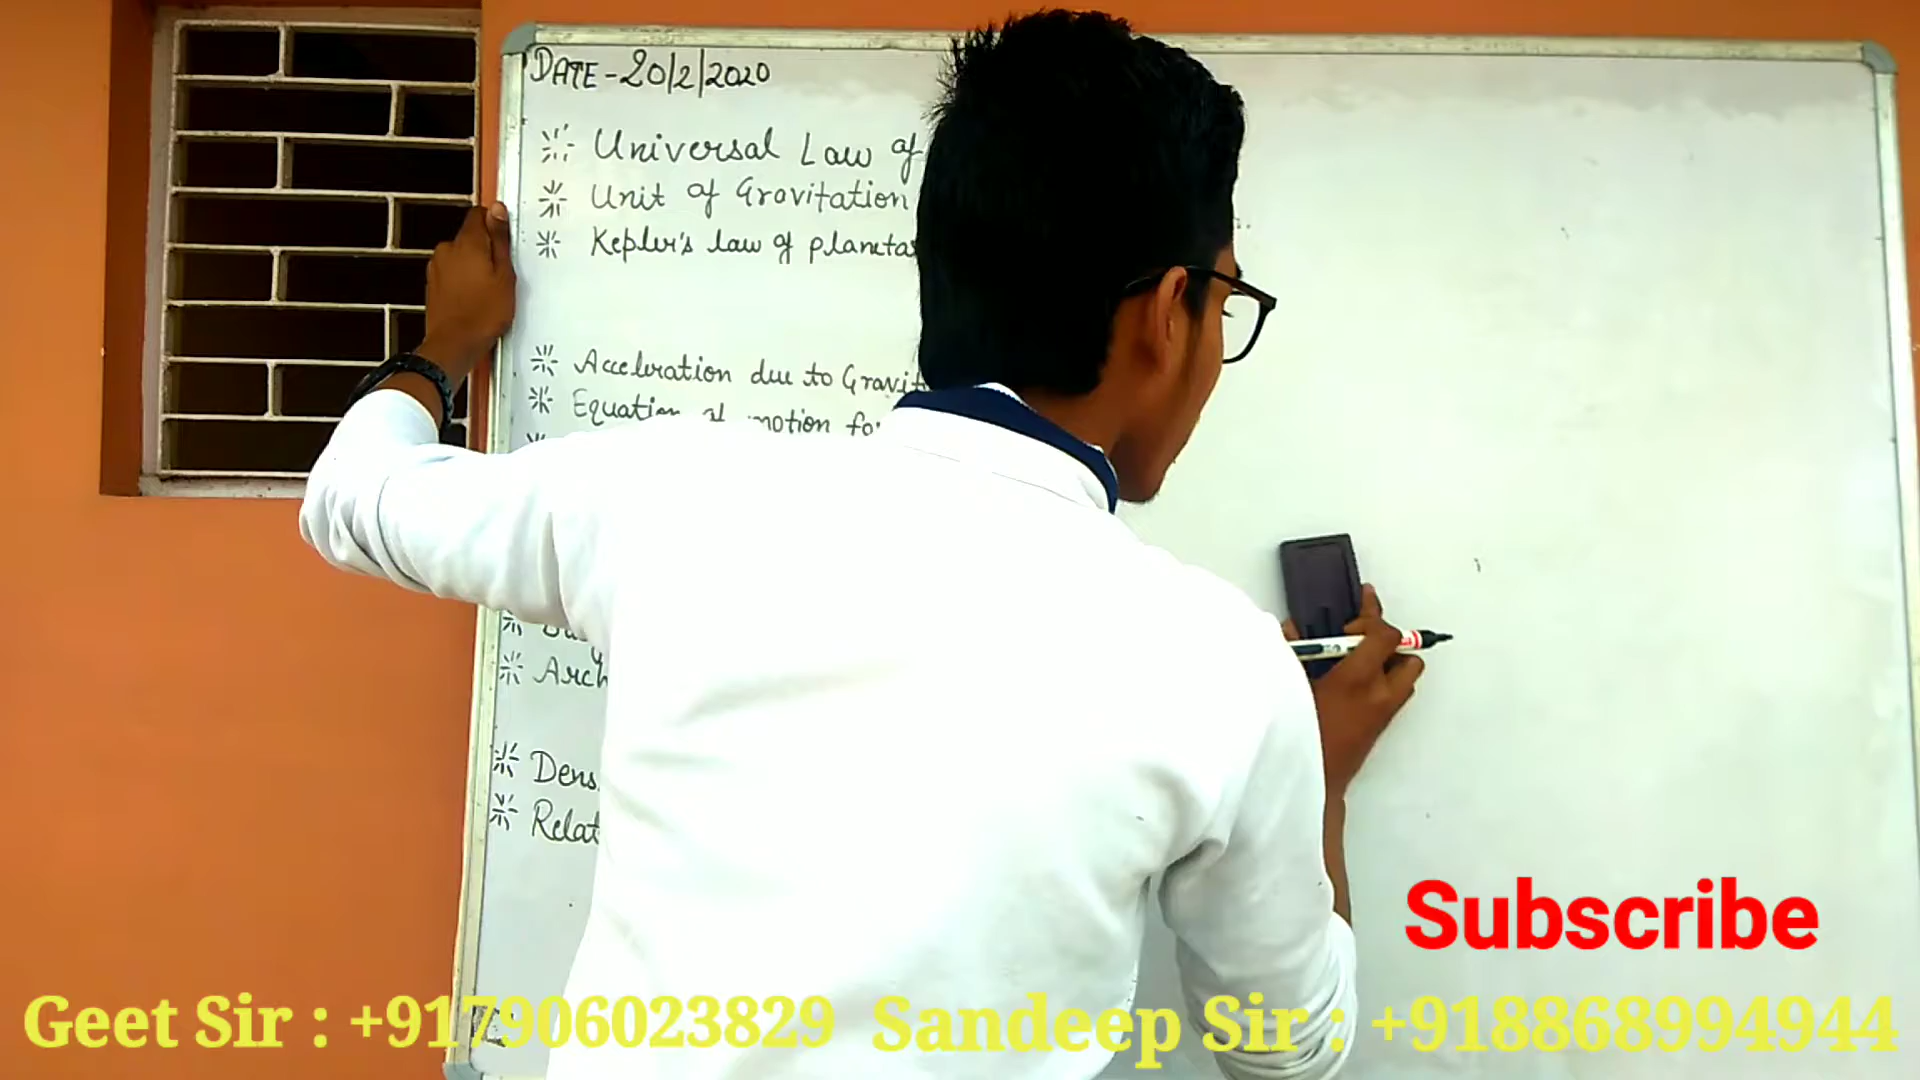 DATE-20/2/2020
Universal Law of
Unit of Gravitation
Kepler's law of planeta
Acceleration due to Gravit
Equation of motion for
Arch
Dens
Relat
Subscribe
Geet Sir : +917906023829 Sandeep Sir : +918868994944